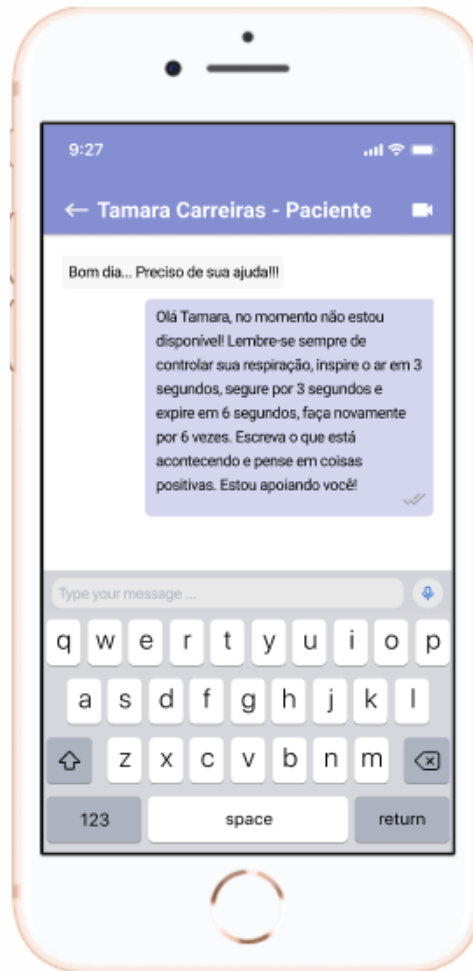 9:27
← Tamara Carreiras - Paciente
Bom dia... Preciso de sua ajuda!!!
Olá Tamara, no momento não estou
disponível! Lembre-se sempre de
controlar sua respiração, inspire o ar em 3
segundos, segure por 3 segundos e
expire em 6 segundos, faça novamente
por 6 vezes. Escreva o que está
acontecendo e pense em coisas
positivas. Estou apoiando você!
Type your message ...
q w e r t y u i o p
a s d f g h j k l
z x c v b n m
123 space return